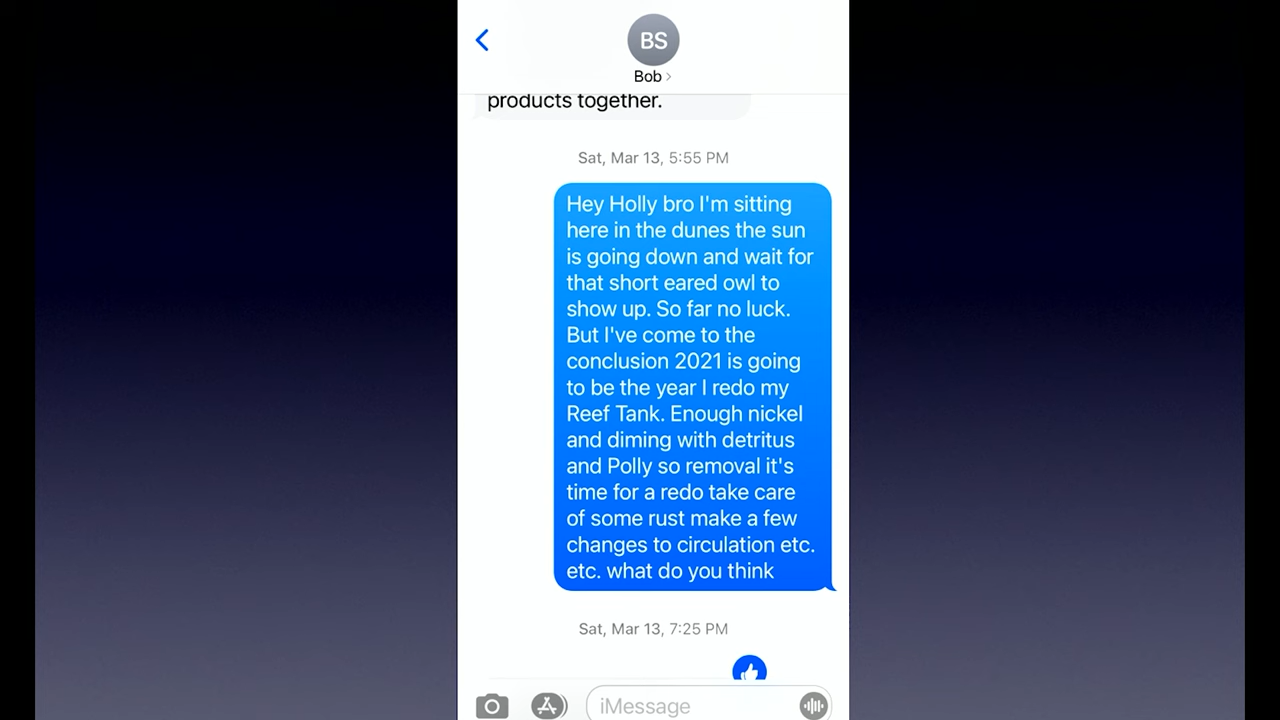 BS
Bob
products together.
Sat, Mar 13, 5:55 PM
Hey Holly bro I'm sitting
here in the dunes the sun
is going down and wait for
that short eared owl to
show up. So far no luck.
But I've come to the
conclusion 2021 is going
to be the year I redo my
Reef Tank. Enough nickel
and diming with detritus
and Polly so removal it's
time for a redo take care
of some rust make a few
changes to circulation etc.
etc. what do you think
Sat, Mar 13, 7:25 PM
iMessage